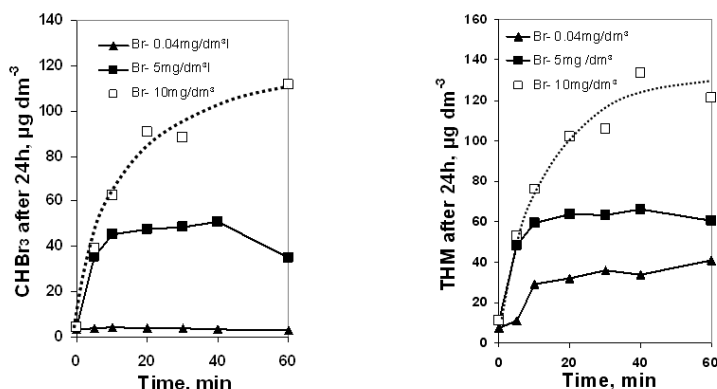 140
120
100
80
60
40
20
0
CHBr3 after 24h, µg dm-3
Br- 0.04mg/dm³l
Br- 5mg/dm³l
Br- 10mg/dm³
0
20
40
60
Time, min
160
140
120
100
80
60
40
20
0
THM after 24h, µg dm-3
Br- 0.04mg/dm³
Br- 5mg /dm³
Br- 10mg/dm³
0
20
40
60
Time, min